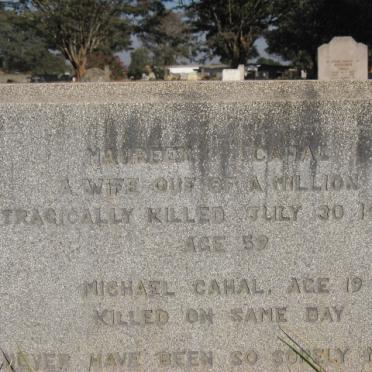 MAUREEN CAHAL
A WIFE OUT OF A MILLION
TRAGICALLY KILLED JULY 30
AGE 59
MICHAEL CAHAL, AGE 19
KILLED ON SAME DAY
HAVE BEEN SO SORELY